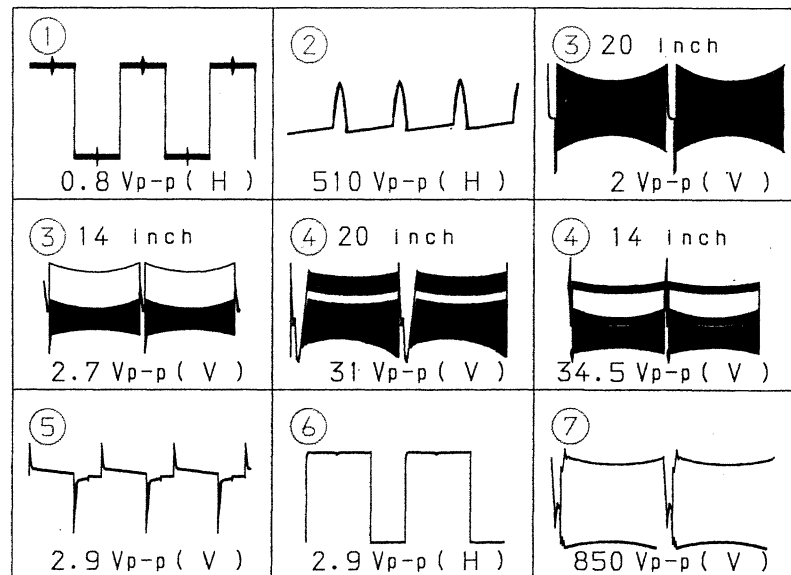 ①
0.8 Vp-p ( H )
②
510 Vp-p ( H )
③ 20 inch
2 Vp-p ( V )
③ 14 inch
2.7 Vp-p ( V )
④ 20 inch
31 Vp-p ( V )
④ 14 inch
34.5 Vp-p ( V )
⑤
2.9 Vp-p ( V )
⑥
2.9 Vp-p ( H )
⑦
850 Vp-p ( V )